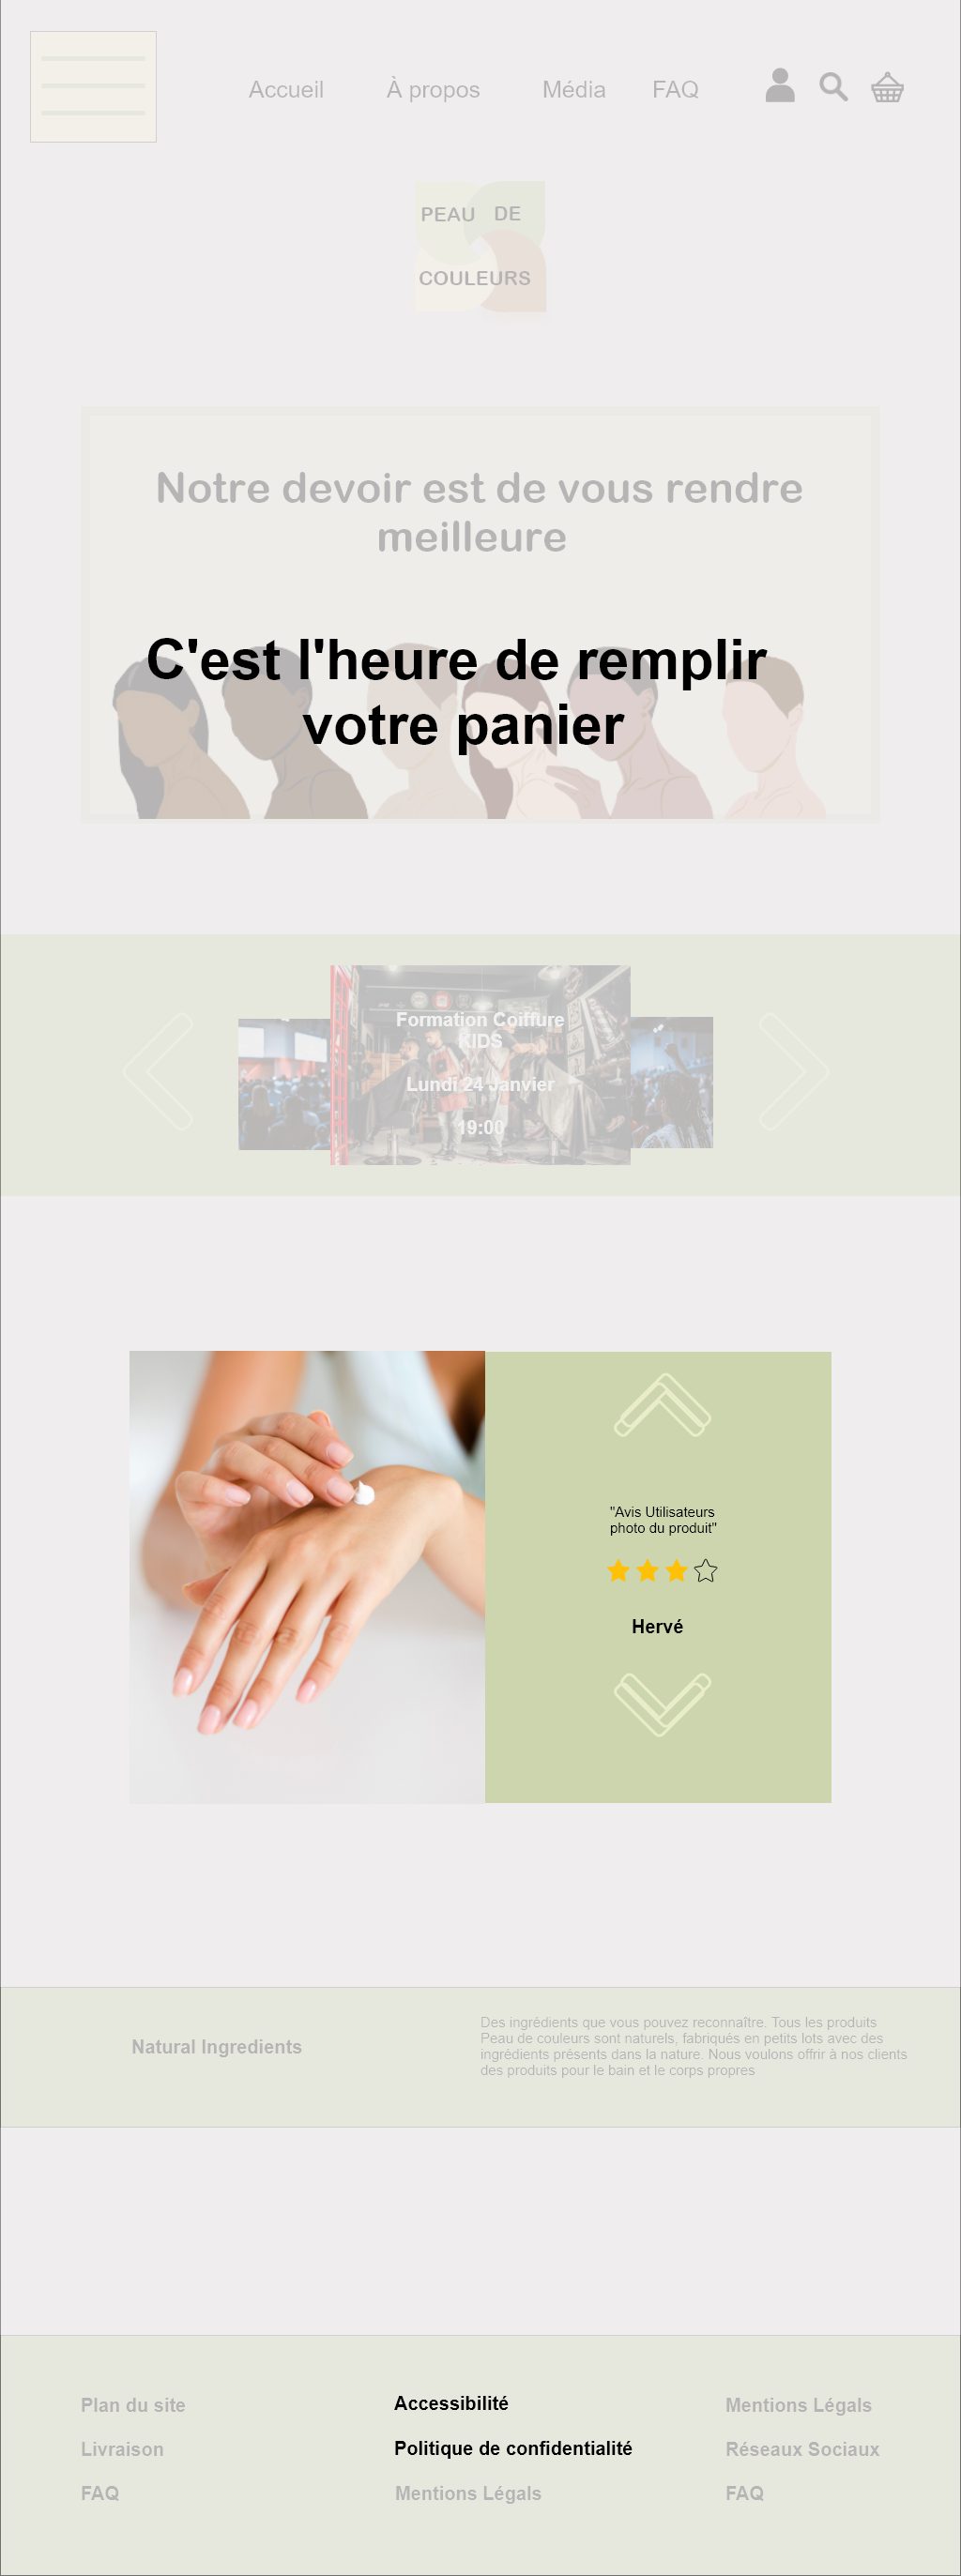 Accueil À propos Média FAQ
PEAU DE
COULEURS
Notre devoir est de vous rendre
meilleure
C'est l'heure de remplir
votre panier
Formation Coiffure
KIDS
Lundi 24 Janvier
19:00
"Avis Utilisateurs
photo du produit"
Hervé
Natural Ingredients
Des ingrédients que vous pouvez reconnaître. Tous les produits
Peau de couleurs sont naturels, fabriqués en petits lots avec des
ingrédients présents dans la nature. Nous voulons offrir à nos clients
des produits pour le bain et le corps propres
Plan du site
Livraison
FAQ
Accessibilité
Politique de confidentialité
Mentions Légals
Mentions Légals
Réseaux Sociaux
FAQ